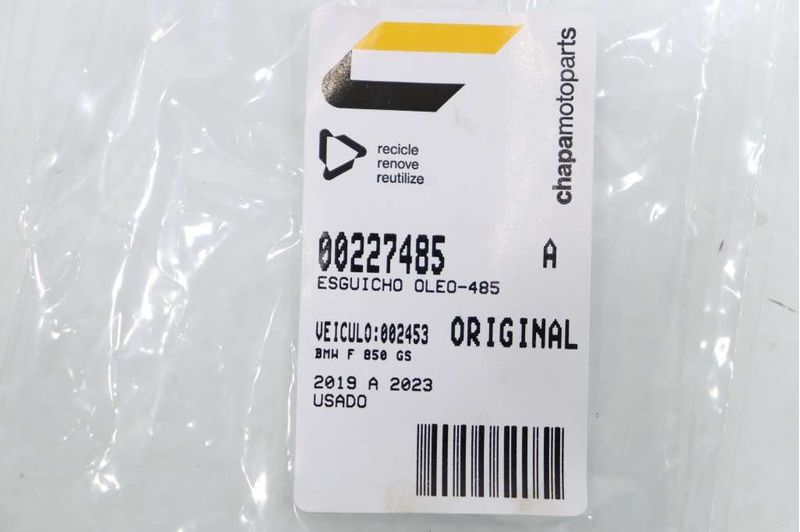 chapamotoparts
recicle
renove
reutilize
00227485 A
ESGUICHO OLEO-485
VEICULO:002453 ORIGINAL
BMW F 850 GS
2019 A 2023
USADO